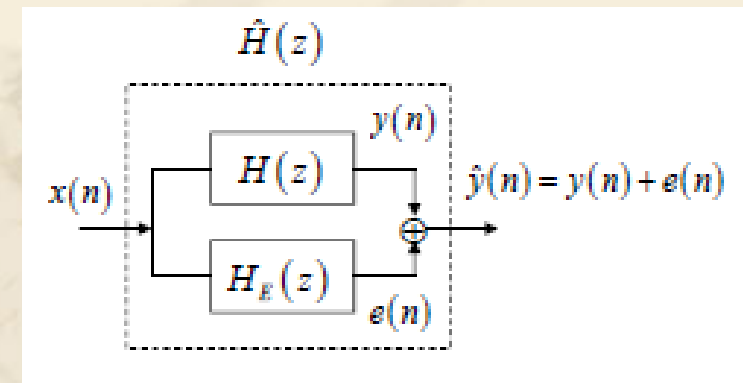 Ĥ(z)
y(n)
H(z)
x(n)
ŷ(n) = y(n) + e(n)
H_E(z)
e(n)